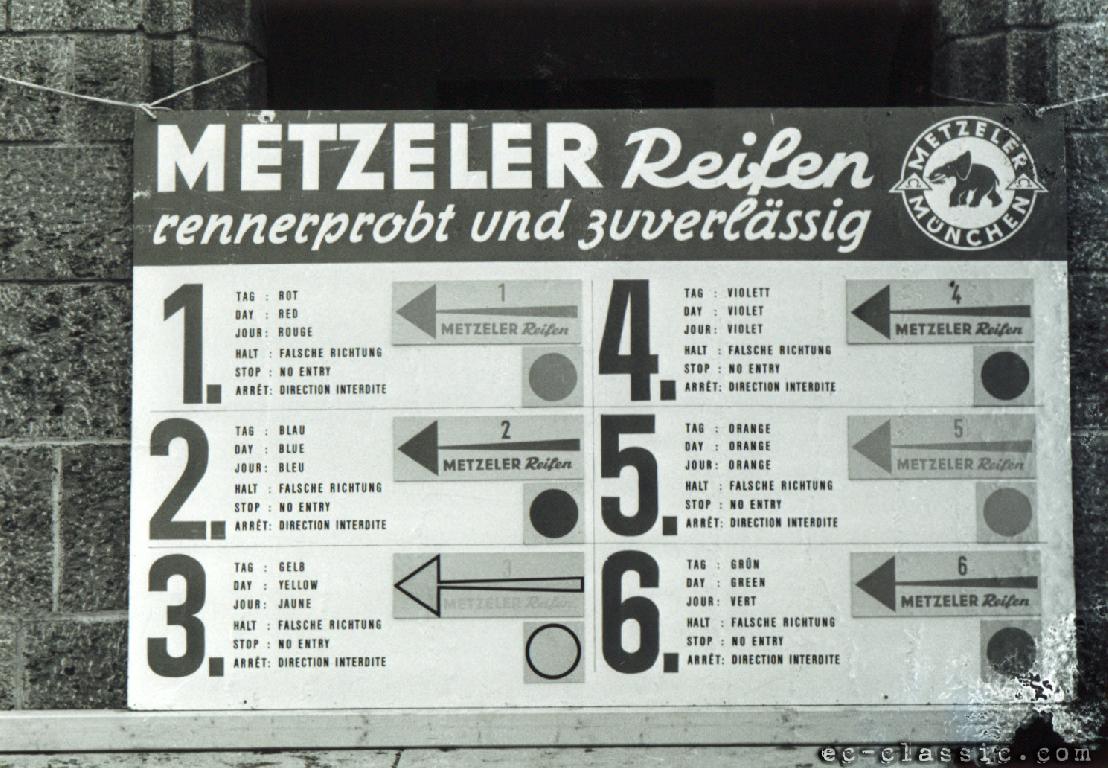 METZELER Reifen
rennerprobt und zuverlässig
METZELER
MÜNCHEN
1.
TAG : ROT
DAY : RED
JOUR: ROUGE
HALT : FALSCHE RICHTUNG
STOP : NO ENTRY
ARRÊT: DIRECTION INTERDITE
1
METZELER Reifen
2.
TAG : BLAU
DAY : BLUE
JOUR: BLEU
HALT : FALSCHE RICHTUNG
STOP : NO ENTRY
ARRÊT: DIRECTION INTERDITE
2
METZELER Reifen
3.
TAG : GELB
DAY : YELLOW
JOUR: JAUNE
HALT : FALSCHE RICHTUNG
STOP : NO ENTRY
ARRÊT: DIRECTION INTERDITE
3
METZELER Reifen
4.
TAG : VIOLETT
DAY : VIOLET
JOUR: VIOLET
HALT : FALSCHE RICHTUNG
STOP : NO ENTRY
ARRÊT: DIRECTION INTERDITE
4
METZELER Reifen
5.
TAG : ORANGE
DAY : ORANGE
JOUR: ORANGE
HALT : FALSCHE RICHTUNG
STOP : NO ENTRY
ARRÊT: DIRECTION INTERDITE
5
METZELER Reifen
6.
TAG : GRÜN
DAY : GREEN
JOUR: VERT
HALT : FALSCHE RICHTUNG
STOP : NO ENTRY
ARRÊT: DIRECTION INTERDITE
6
METZELER Reifen
ec-classic.com